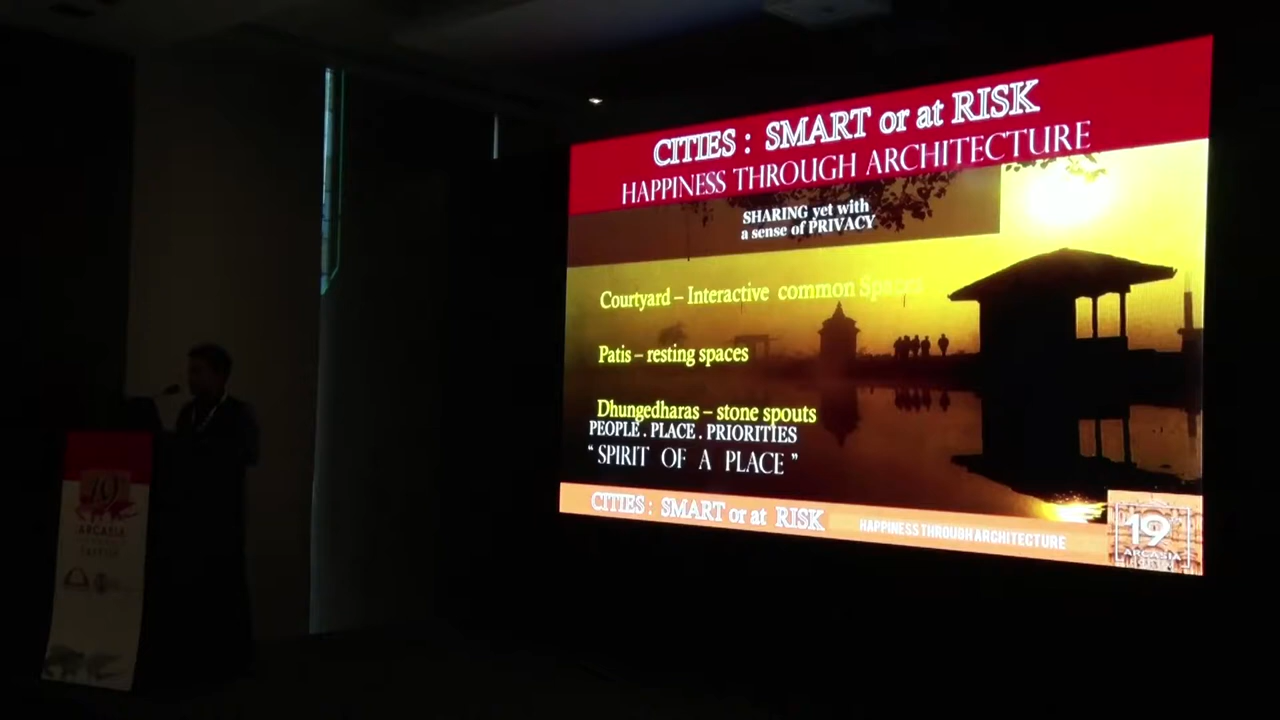 CITIES : SMART or at RISK
HAPPINESS THROUGH ARCHITECTURE
SHARING yet with
a sense of PRIVACY
Courtyard – Interactive common Spaces
Patis – resting spaces
Dhungedharas – stone spouts
PEOPLE . PLACE . PRIORITIES
“ SPIRIT OF A PLACE ”
CITIES : SMART or at RISK
HAPPINESS THROUGH ARCHITECTURE
19
ARCASIA
19
ARCASIA